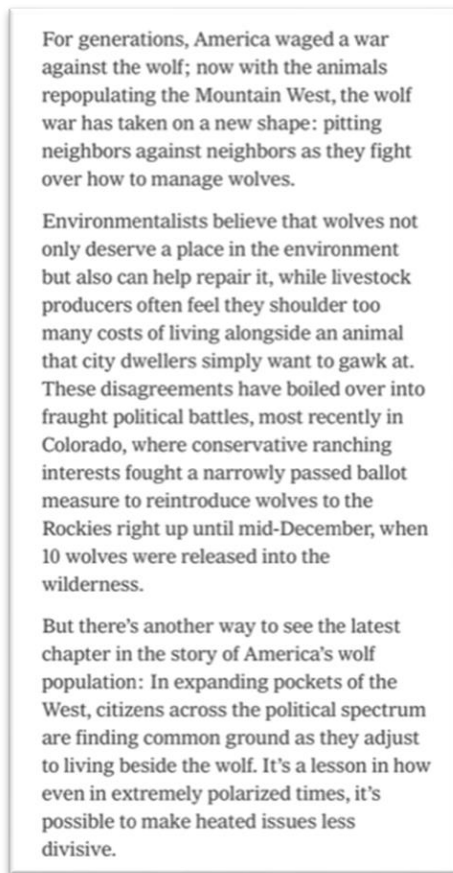 For generations, America waged a war
against the wolf; now with the animals
repopulating the Mountain West, the wolf
war has taken on a new shape: pitting
neighbors against neighbors as they fight
over how to manage wolves.
Environmentalists believe that wolves not
only deserve a place in the environment
but also can help repair it, while livestock
producers often feel they shoulder too
many costs of living alongside an animal
that city dwellers simply want to gawk at.
These disagreements have boiled over into
fraught political battles, most recently in
Colorado, where conservative ranching
interests fought a narrowly passed ballot
measure to reintroduce wolves to the
Rockies right up until mid-December, when
10 wolves were released into the
wilderness.
But there’s another way to see the latest
chapter in the story of America’s wolf
population: In expanding pockets of the
West, citizens across the political spectrum
are finding common ground as they adjust
to living beside the wolf. It’s a lesson in how
even in extremely polarized times, it’s
possible to make heated issues less
divisive.